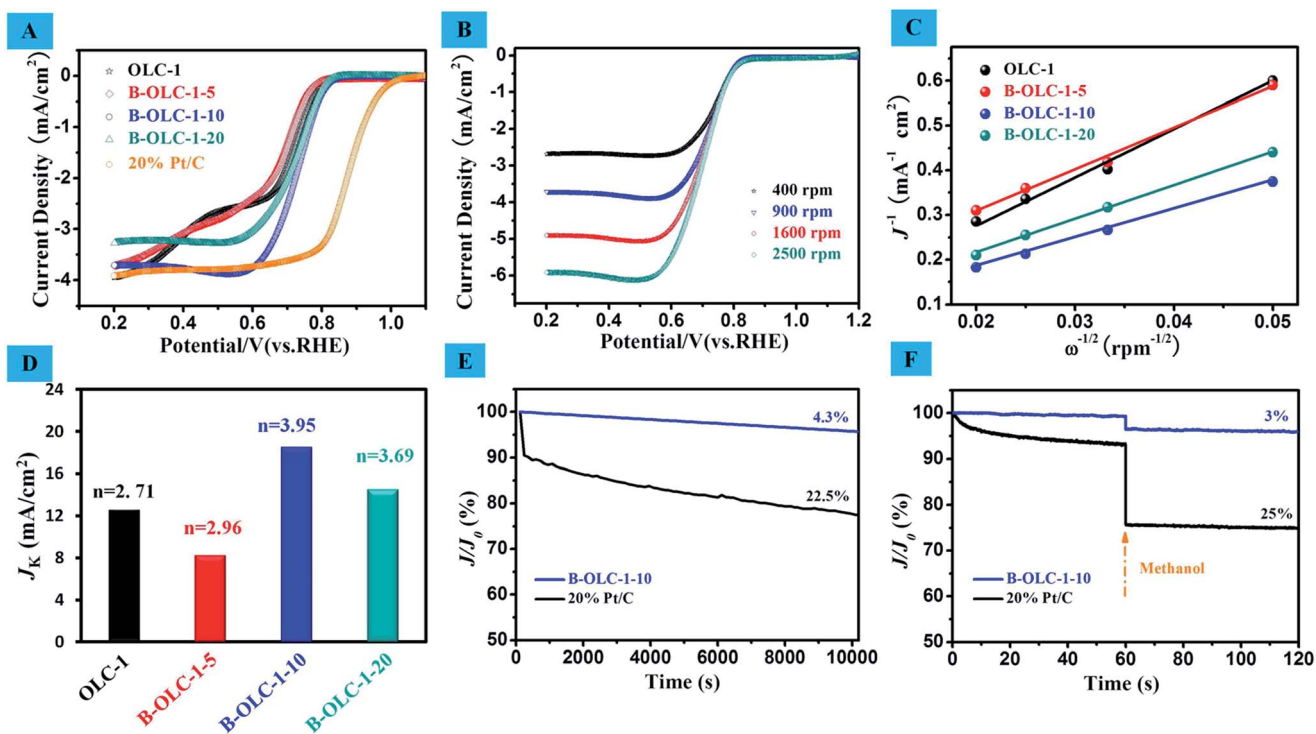 A
OLC-1
B-OLC-1-5
B-OLC-1-10
B-OLC-1-20
20% Pt/C
Current Density (mA/cm²)
0
-1
-2
-3
-4
0.2 0.4 0.6 0.8 1.0
Potential/V(vs.RHE)
B
400 rpm
900 rpm
1600 rpm
2500 rpm
Current Density (mA/cm²)
0
-1
-2
-3
-4
-5
-6
0.2 0.4 0.6 0.8 1.0 1.2
Potential/V(vs.RHE)
C
OLC-1
B-OLC-1-5
B-OLC-1-10
B-OLC-1-20
J⁻¹ (mA⁻¹ cm²)
0.6
0.5
0.4
0.3
0.2
0.1
0.02 0.03 0.04 0.05
ω⁻¹/² (rpm⁻¹/²)
D
J_K (mA/cm²)
24
20
16
12
8
4
0
n=2. 71
n=2.96
n=3.95
n=3.69
OLC-1
B-OLC-1-5
B-OLC-1-10
B-OLC-1-20
E
J/J₀ (%)
100
90
80
70
60
50
4.3%
22.5%
B-OLC-1-10
20% Pt/C
0 2000 4000 6000 8000 10000
Time (s)
F
J/J₀ (%)
100
95
90
85
80
75
70
65
60
55
50
3%
25%
Methanol
B-OLC-1-10
20% Pt/C
0 20 40 60 80 100 120
Time (s)